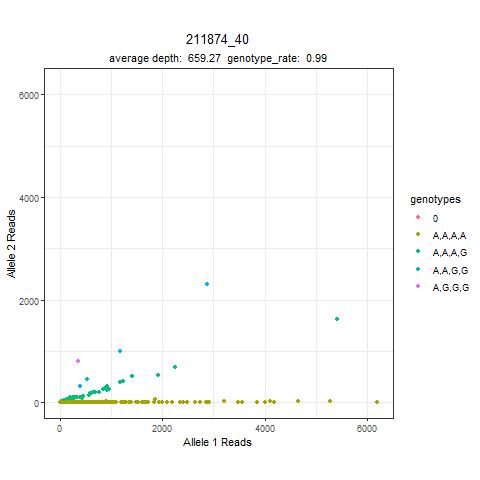 211874_40
average depth: 659.27 genotype_rate: 0.99
6000
4000
2000
0
Allele 2 Reads
0
2000
4000
6000
Allele 1 Reads
genotypes
0
A,A,A,A
A,A,A,G
A,A,G,G
A,G,G,G